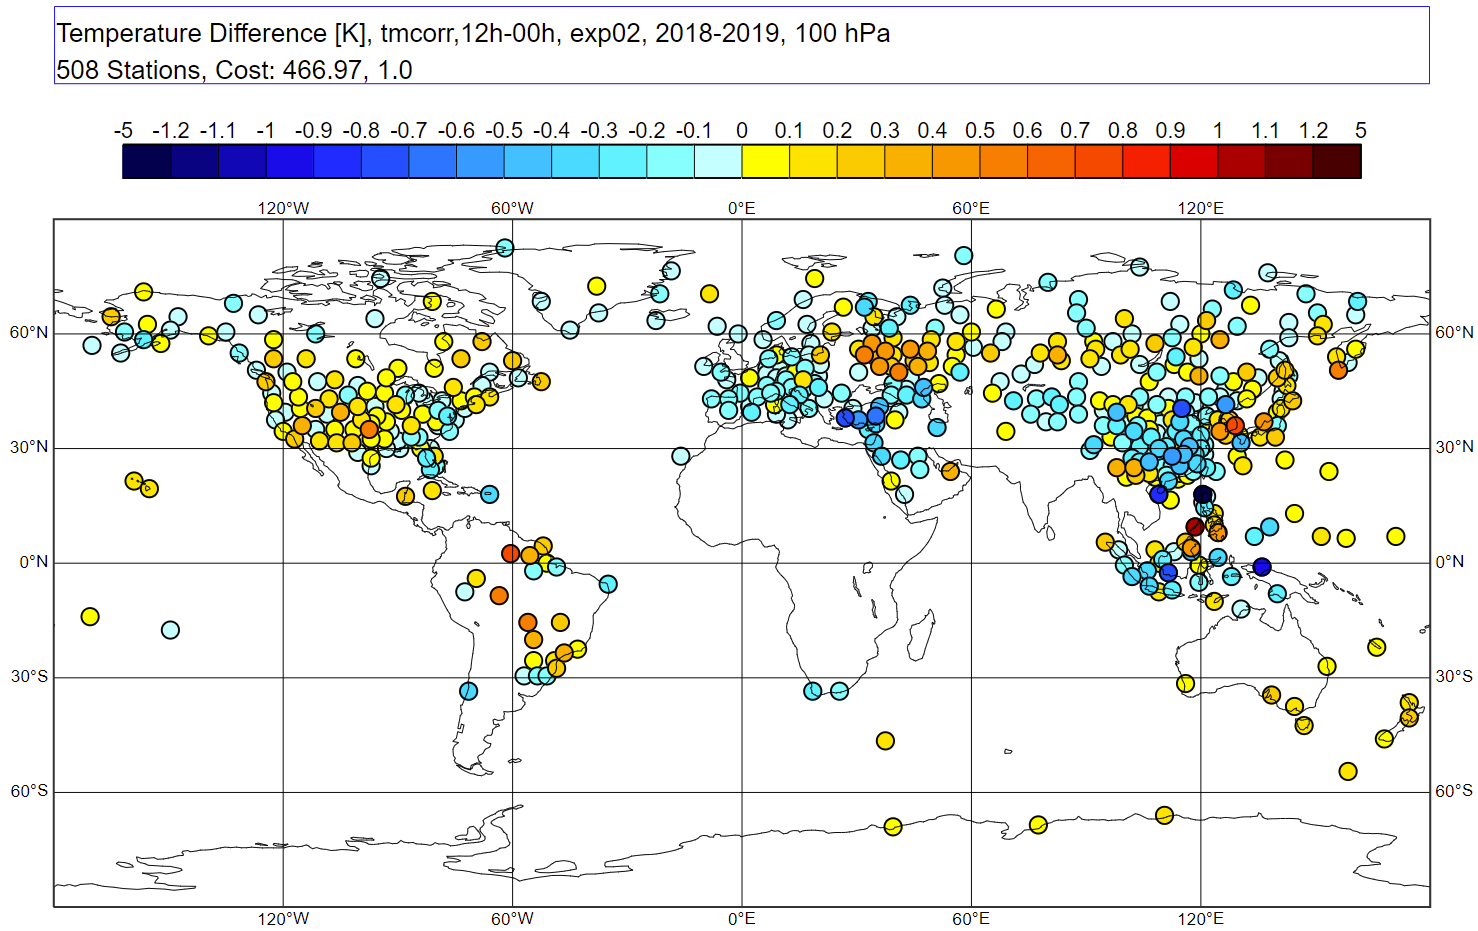 Temperature Difference [K], tmcorr,12h-00h, exp02, 2018-2019, 100 hPa
508 Stations, Cost: 466.97, 1.0
-5 -1.2 -1.1 -1 -0.9 -0.8 -0.7 -0.6 -0.5 -0.4 -0.3 -0.2 -0.1 0 0.1 0.2 0.3 0.4 0.5 0.6 0.7 0.8 0.9 1 1.1 1.2 5
120°W 60°W 0°E 60°E 120°E
60°N 60°N
30°N 30°N
0°N 0°N
30°S 30°S
60°S 60°S
120°W 60°W 0°E 60°E 120°E